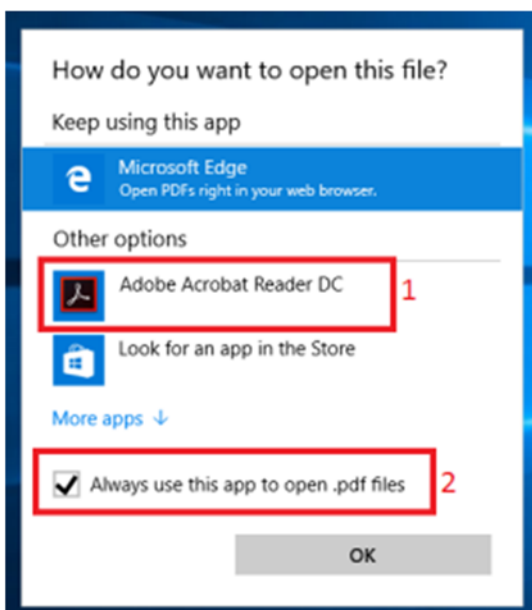 How do you want to open this file?
Keep using this app
Microsoft Edge
Open PDFs right in your web browser.
Other options
Adobe Acrobat Reader DC
1
Look for an app in the Store
More apps ↓
Always use this app to open .pdf files
2
OK